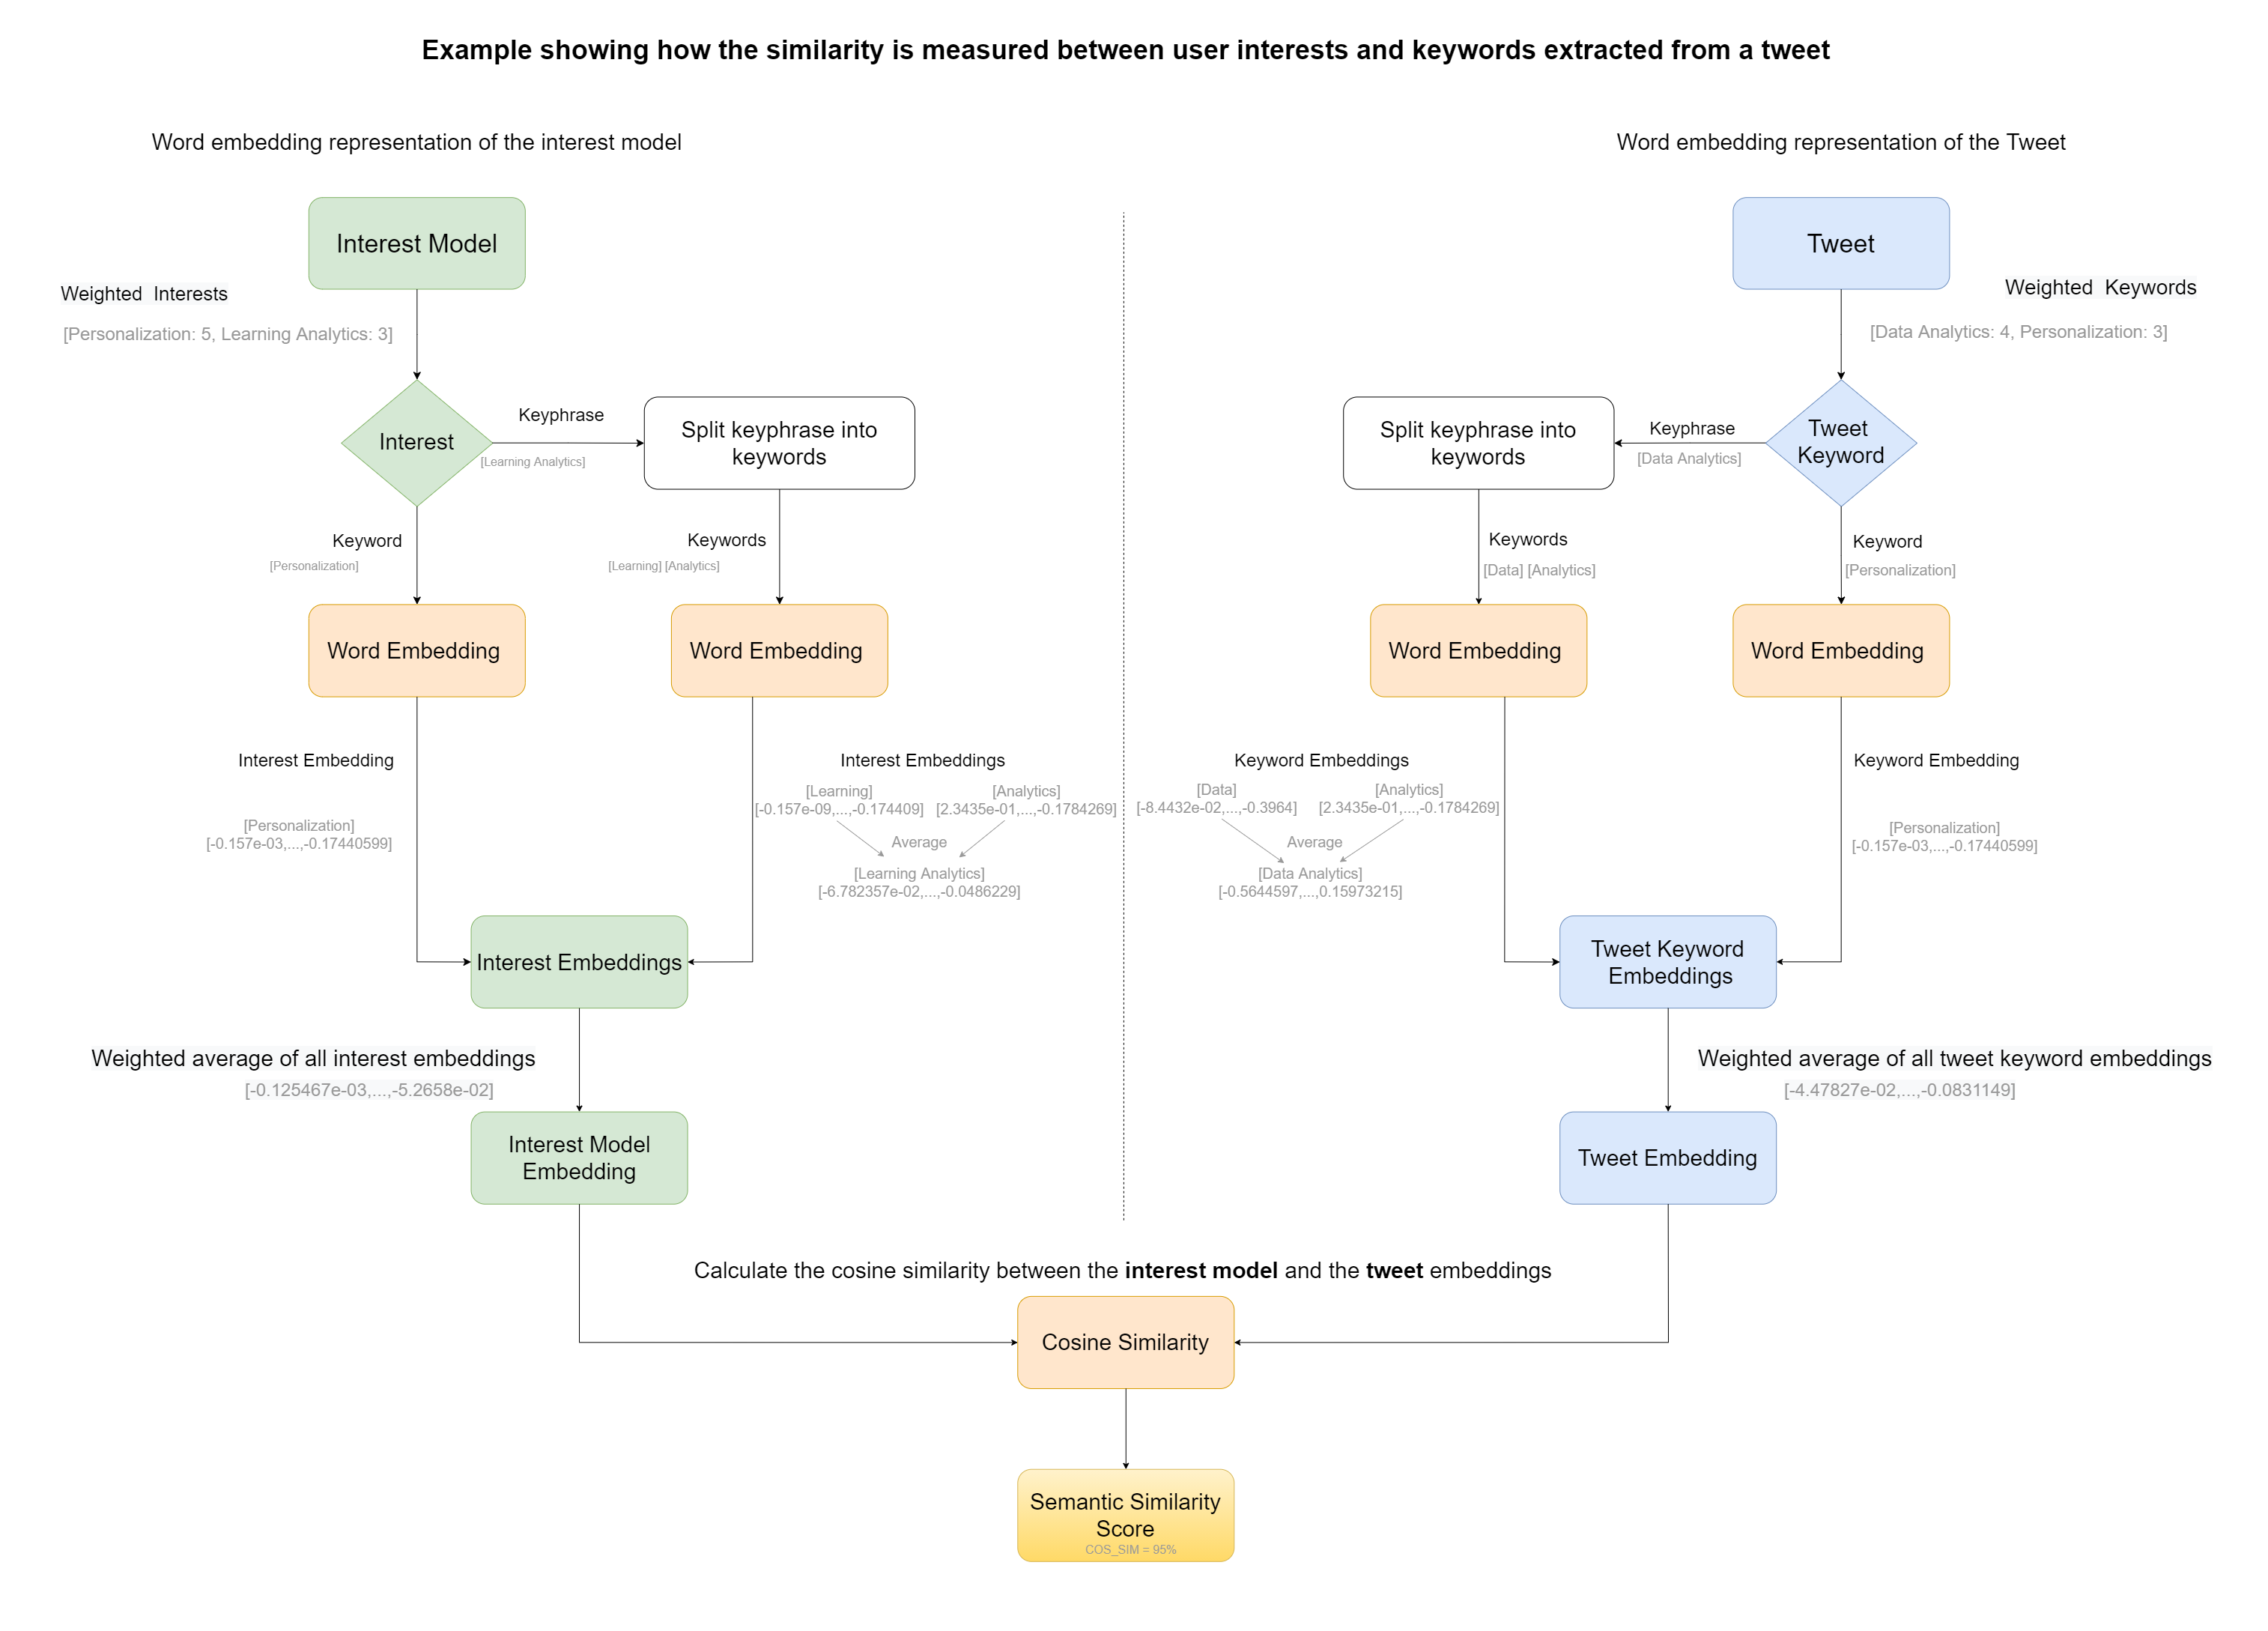 Example showing how the similarity is measured between user interests and keywords extracted from a tweet
Word embedding representation of the interest model
Word embedding representation of the Tweet
Interest Model
Weighted  Interests
[Personalization: 5, Learning Analytics: 3]
Interest
Keyphrase
[Learning Analytics]
Split keyphrase into
keywords
Keyword
[Personalization]
Keywords
[Learning] [Analytics]
Word Embedding
Word Embedding
Interest Embedding
[Personalization]
[-0.157e-03,...,-0.17440599]
Interest Embeddings
[Learning]
[-0.157e-09,...,-0.174409]
[Analytics]
[2.3435e-01,...,-0.1784269]
Average
[Learning Analytics]
[-6.782357e-02,...,-0.0486229]
Interest Embeddings
Weighted average of all interest embeddings
[-0.125467e-03,...,-5.2658e-02]
Interest Model
Embedding
Tweet
Weighted  Keywords
[Data Analytics: 4, Personalization: 3]
Tweet
Keyword
Keyphrase
[Data Analytics]
Split keyphrase into
keywords
Keywords
[Data] [Analytics]
Keyword
[Personalization]
Word Embedding
Word Embedding
Keyword Embeddings
[Data]
[-8.4432e-02,...,-0.3964]
[Analytics]
[2.3435e-01,...,-0.1784269]
Average
[Data Analytics]
[-0.5644597,...,0.15973215]
Keyword Embedding
[Personalization]
[-0.157e-03,...,-0.17440599]
Tweet Keyword
Embeddings
Weighted average of all tweet keyword embeddings
[-4.47827e-02,...,-0.0831149]
Tweet Embedding
Calculate the cosine similarity between the interest model and the tweet embeddings
Cosine Similarity
Semantic Similarity
Score
COS_SIM = 95%